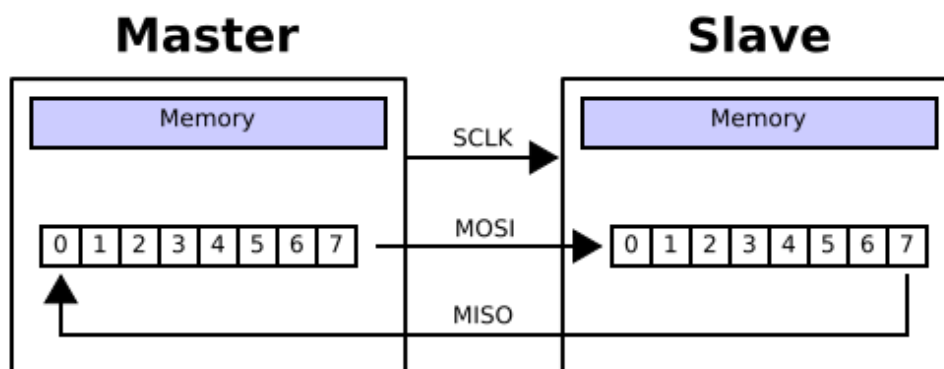 Master Slave
Memory Memory
SCLK
MOSI
0 1 2 3 4 5 6 7 0 1 2 3 4 5 6 7
MISO